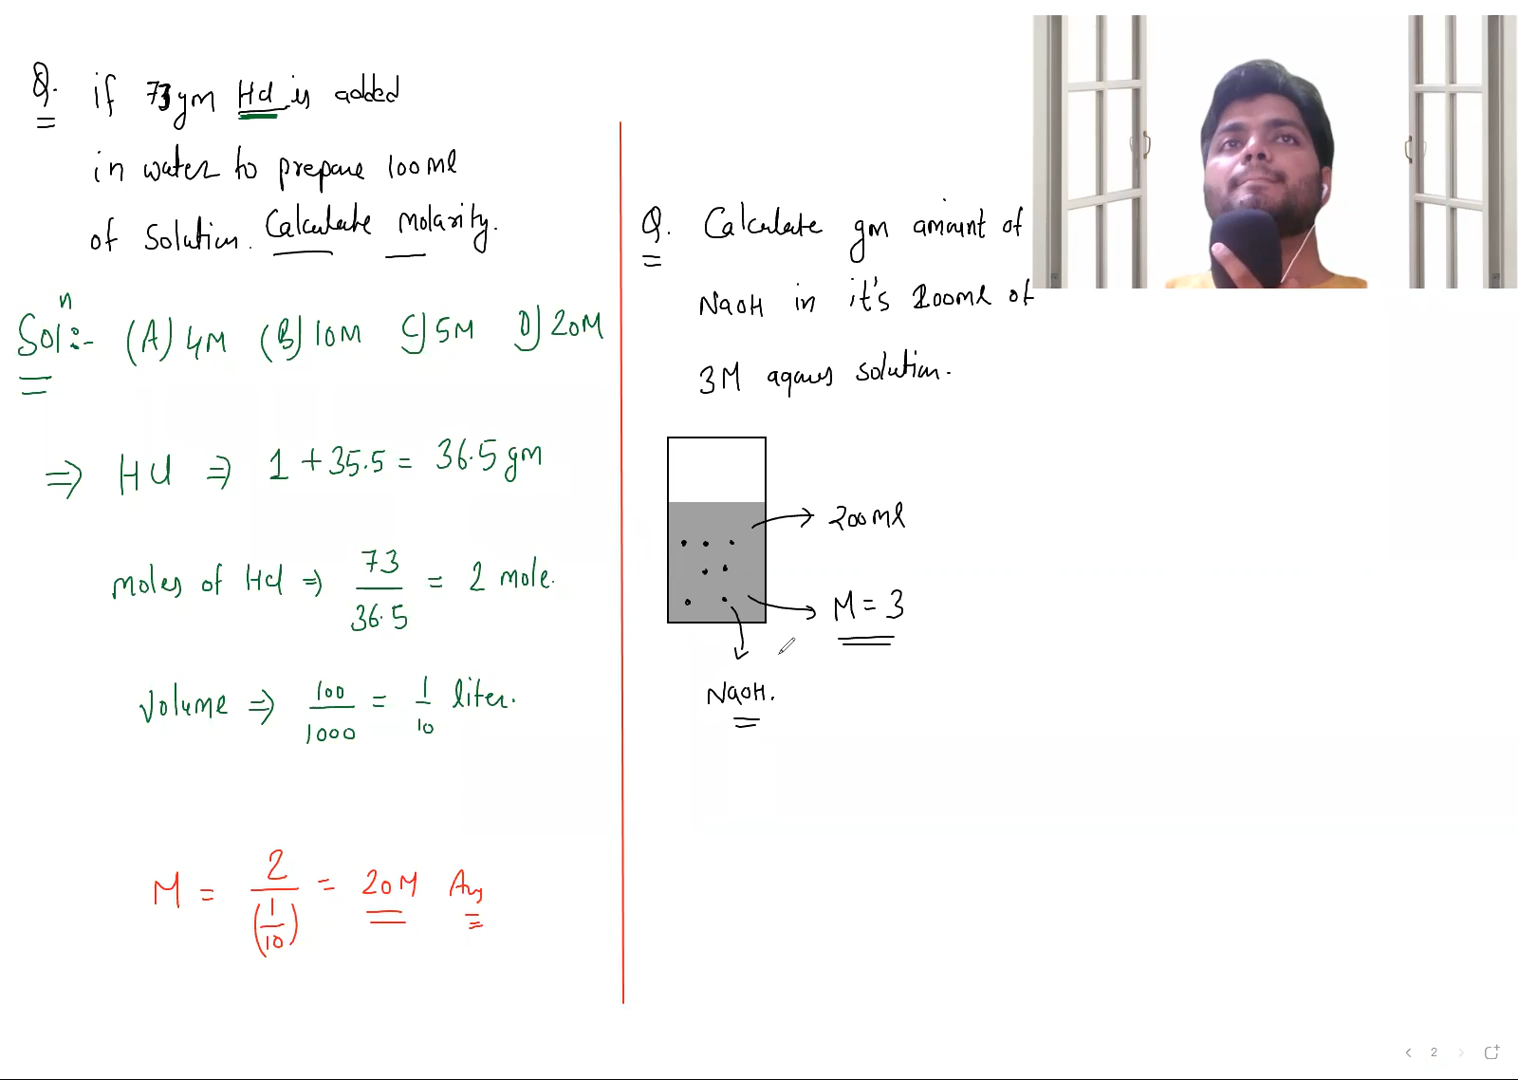 Q. if 73gm Hcl is added
in water to prepare 100ml
of Solution. Calculate molarity.
Solⁿ:- (A) 4M (B) 10M C) 5M D) 20M
⇒ HCl ⇒ 1 + 35.5 = 36.5 gm
moles of Hcl ⇒ 73/36.5 = 2 mole.
Volume ⇒ 100/1000 = 1/10 liter.
M = 2/(1/10) = 20M Ans
Q. Calculate gm amount of
NaOH in it's 200ml of
3M aqous solution.
200ml
M = 3
NaOH.
2